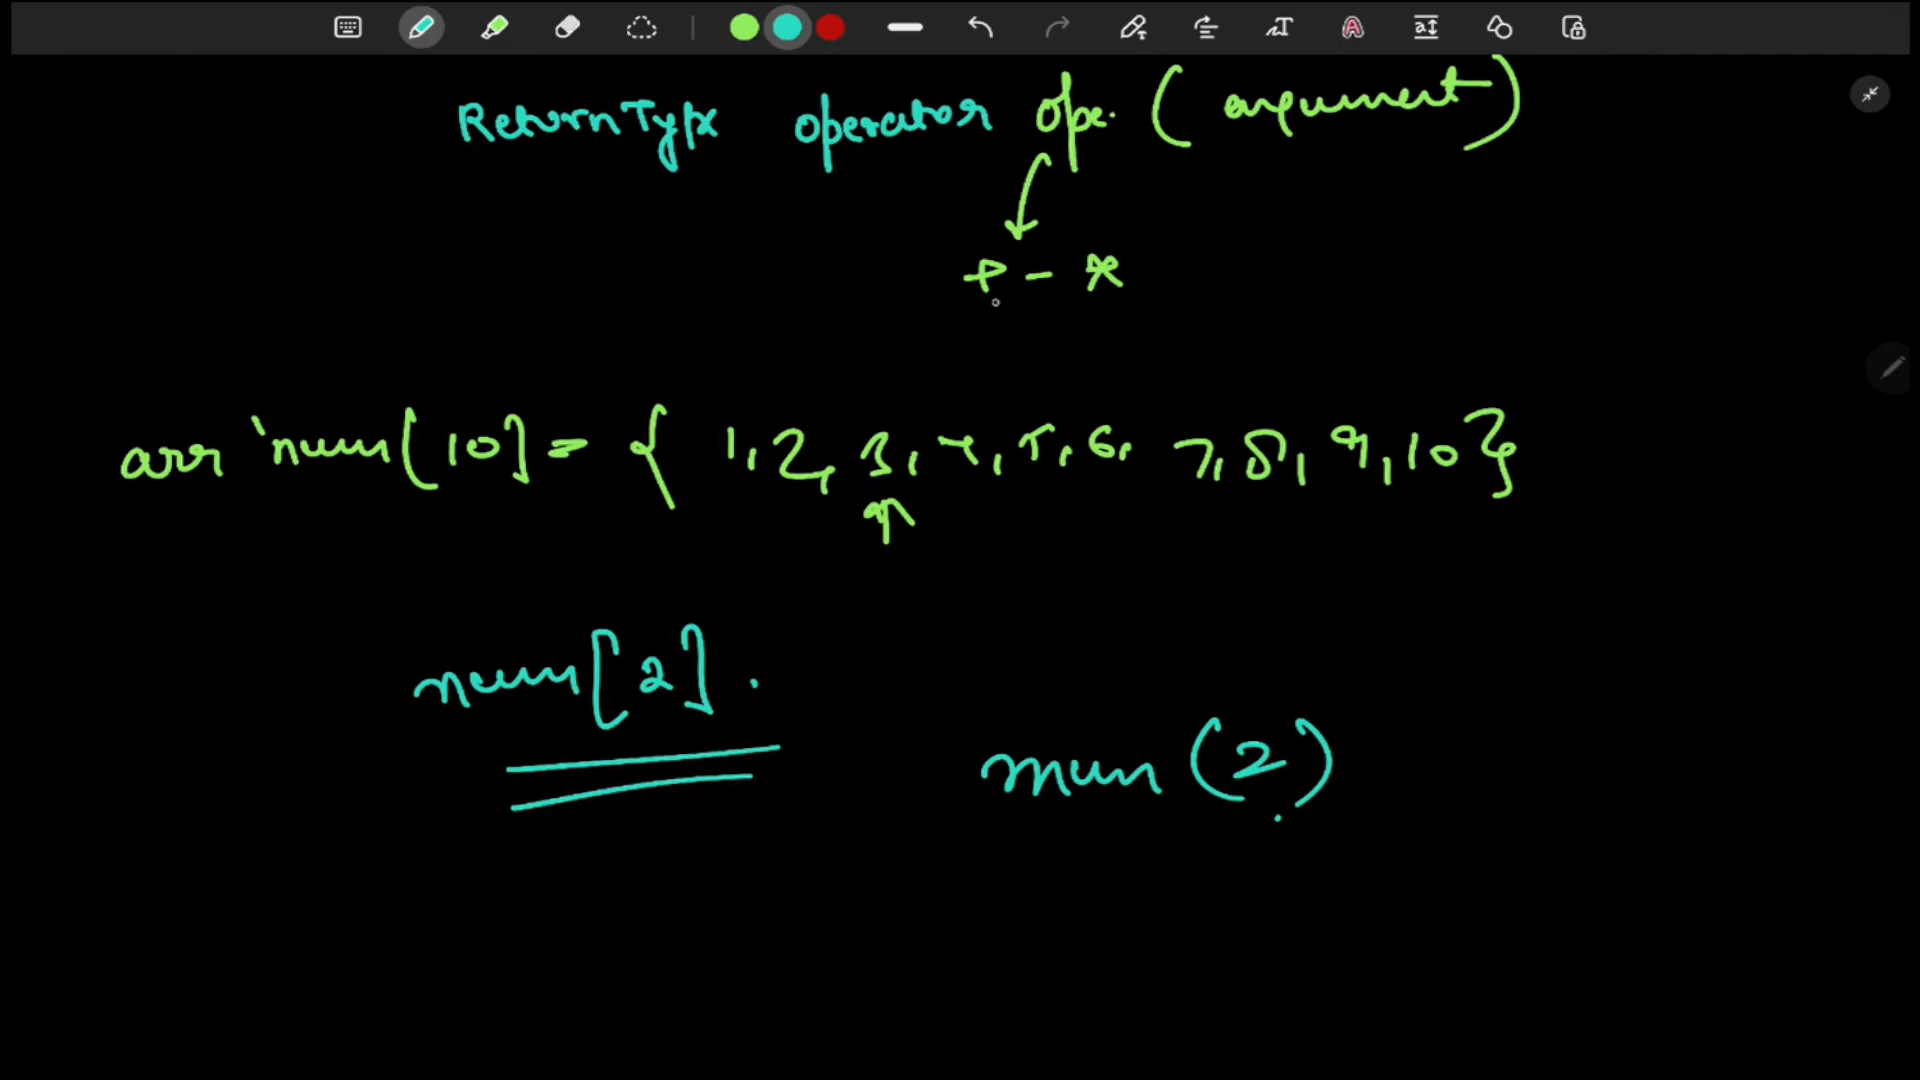 ReturnType operator ope. (argument)
+ - *
arr num[10] = { 1, 2, 3, 4, 5, 6, 7, 8, 9, 10 }
num[2].
num(2)